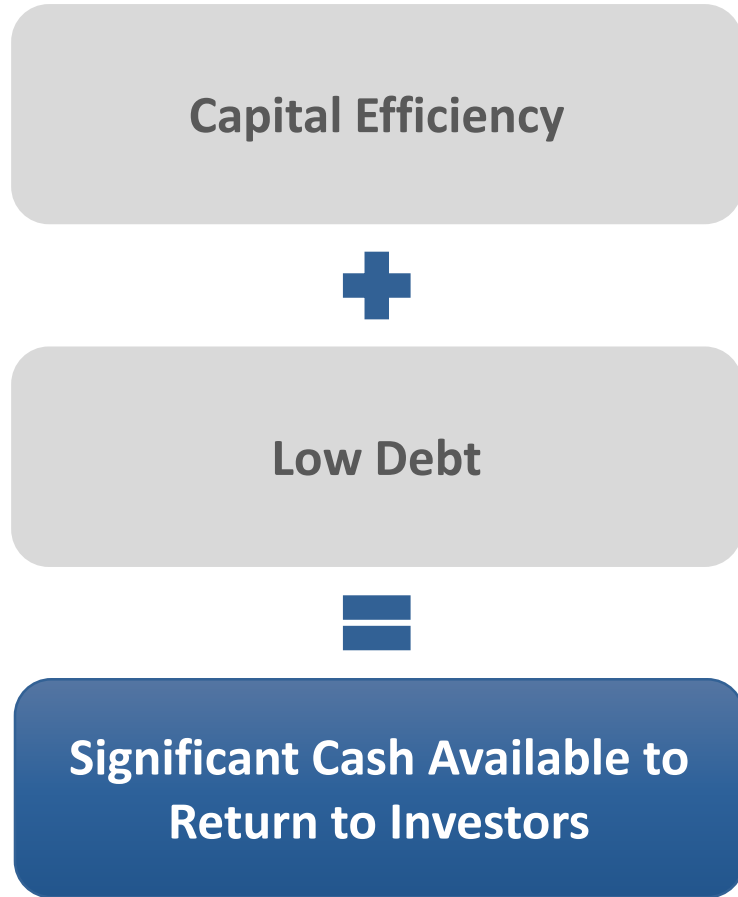 Capital Efficiency
Low Debt
Significant Cash Available to
Return to Investors